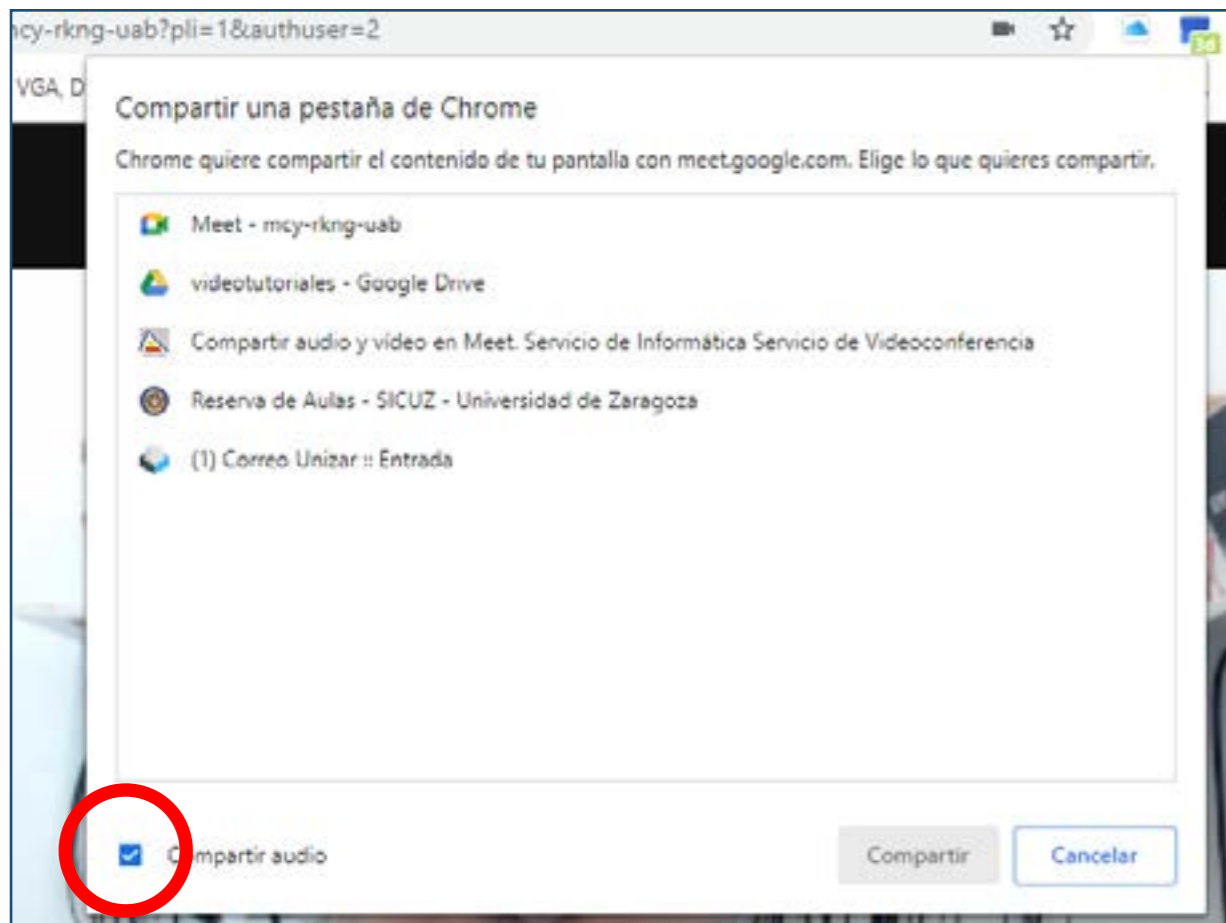 ncy-rkng-uab?pli=1&authuser=2
3d
VGA, D
Compartir una pestaña de Chrome
Chrome quiere compartir el contenido de tu pantalla con meet.google.com. Elige lo que quieres compartir.
Meet - mcy-rkng-uab
videotutoriales - Google Drive
Compartir audio y vídeo en Meet. Servicio de Informática Servicio de Videoconferencia
Reserva de Aulas - SICUZ - Universidad de Zaragoza
(1) Correo Unizar :: Entrada
Compartir audio
Compartir
Cancelar